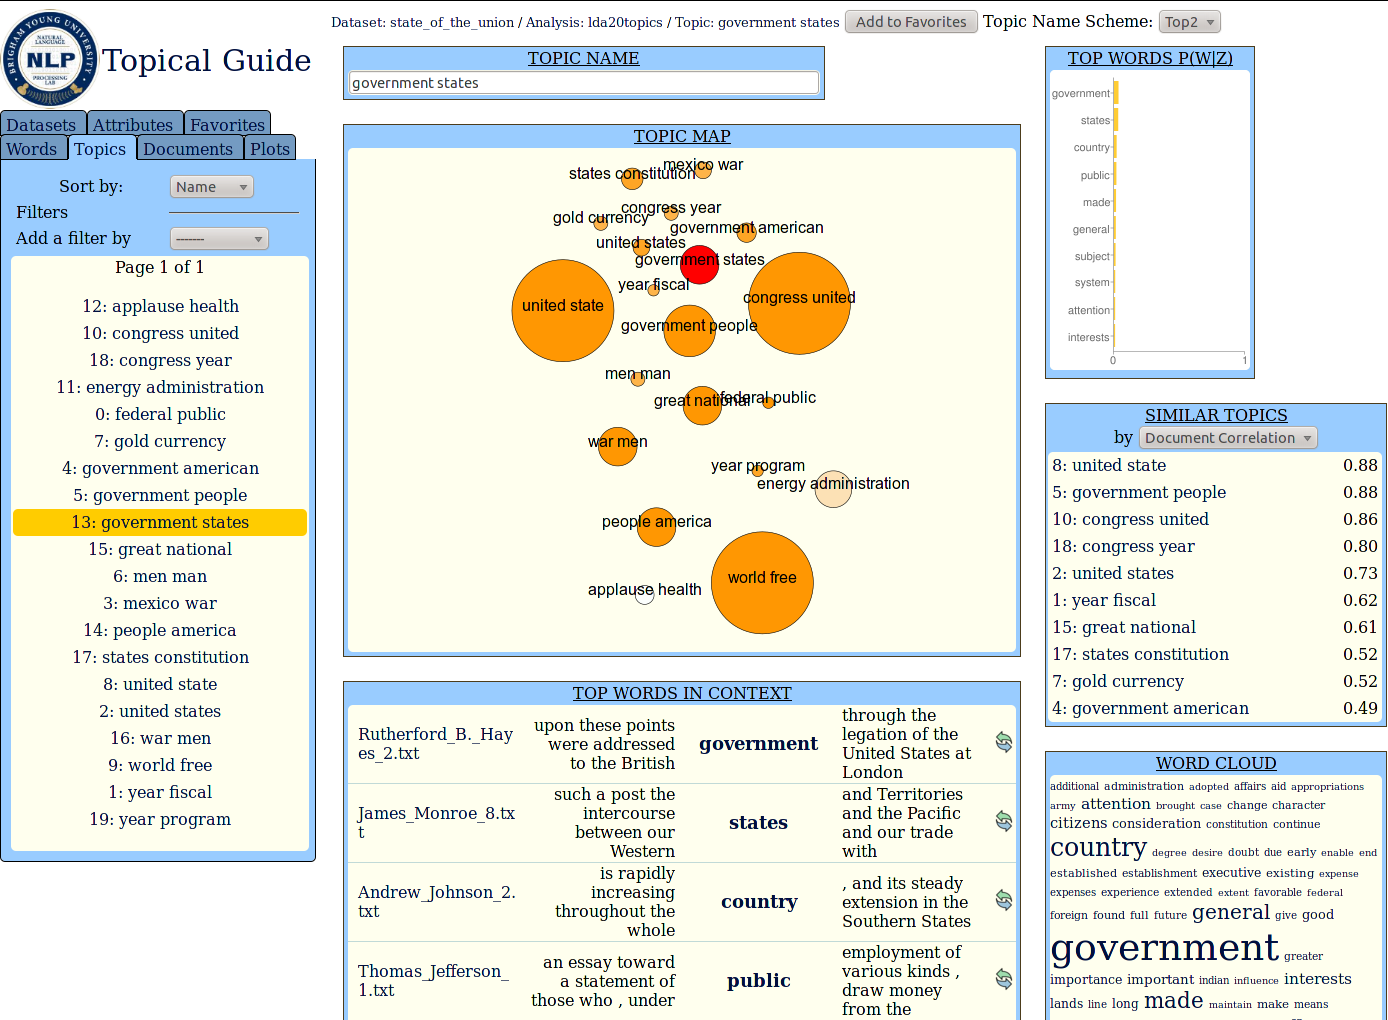 Dataset: state_of_the_union / Analysis: lda20topics / Topic: government states Add to Favorites Topic Name Scheme: Top2
BRIGHAM YOUNG UNIVERSITY
NATURAL LANGUAGE
NLP
PROCESSING LAB
Topical Guide
Datasets Attributes Favorites
Words Topics Documents Plots
Sort by: Name
Filters
Add a filter by -------
Page 1 of 1
12: applause health
10: congress united
18: congress year
11: energy administration
0: federal public
7: gold currency
4: government american
5: government people
13: government states
15: great national
6: men man
3: mexico war
14: people america
17: states constitution
8: united state
2: united states
16: war men
9: world free
1: year fiscal
19: year program
TOPIC NAME
government states
TOPIC MAP
mexico war
states constitution
congress year
gold currency
government american
united states
government states
year fiscal
congress united
united state
government people
men man
great national
federal public
war men
year program
energy administration
people america
world free
applause health
TOP WORDS IN CONTEXT
Rutherford_B._Hay
es_2.txt
upon these points
were addressed
to the British
government
through the
legation of the
United States at
London
James_Monroe_8.tx
t
such a post the
intercourse
between our
Western
states
and Territories
and the Pacific
and our trade
with
Andrew_Johnson_2.
txt
is rapidly
increasing
throughout the
whole
country
, and its steady
extension in the
Southern States
Thomas_Jefferson_
1.txt
an essay toward
a statement of
those who , under
public
employment of
various kinds ,
draw money
from the
TOP WORDS P(W|Z)
government
states
country
public
made
general
subject
system
attention
interests
0 1
SIMILAR TOPICS
by Document Correlation
8: united state 0.88
5: government people 0.88
10: congress united 0.86
18: congress year 0.80
2: united states 0.73
1: year fiscal 0.62
15: great national 0.61
17: states constitution 0.52
7: gold currency 0.52
4: government american 0.49
WORD CLOUD
additional administration adopted affairs aid appropriations
army attention brought case change character
citizens consideration constitution continue
country degree desire doubt due early enable end
established establishment executive existing expense
expenses experience extended extent favorable federal
foreign found full future general give good
government greater
importance important indian influence interests
lands line long made maintain make means